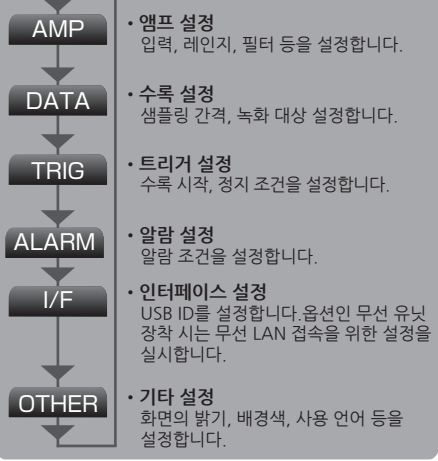 AMP
• 앰프 설정
입력, 레인지, 필터 등을 설정합니다.
DATA
• 수록 설정
샘플링 간격, 녹화 대상 설정합니다.
TRIG
• 트리거 설정
수록 시작, 정지 조건을 설정합니다.
ALARM
• 알람 설정
알람 조건을 설정합니다.
I/F
• 인터페이스 설정
USB ID를 설정합니다.옵션인 무선 유닛
장착 시는 무선 LAN 접속을 위한 설정을
실시합니다.
OTHER
• 기타 설정
화면의 밝기, 배경색, 사용 언어 등을
설정합니다.